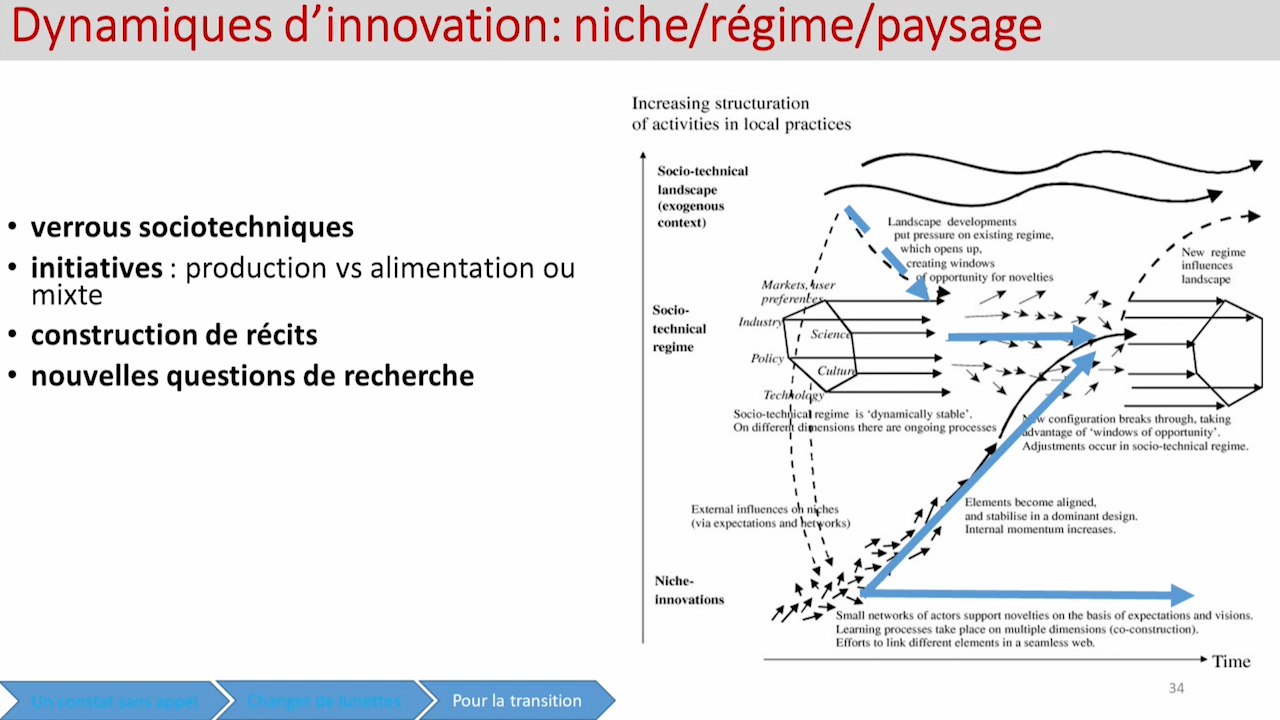 Dynamiques d’innovation: niche/régime/paysage
• verrous sociotechniques
• initiatives : production vs alimentation ou
mixte
• construction de récits
• nouvelles questions de recherche
Increasing structuration
of activities in local practices
Socio-technical
landscape
(exogenous
context)
Landscape developments
put pressure on existing regime,
which opens up,
creating windows
of opportunity for novelties
New regime
influences
landscape
Markets, user
preferences
Industry
Science
Policy
Culture
Technology
Socio-
technical
regime
Socio-technical regime is ‘dynamically stable’.
On different dimensions there are ongoing processes
New configuration breaks through, taking
advantage of ‘windows of opportunity’.
Adjustments occur in socio-technical regime.
External influences on niches
(via expectations and networks)
Elements become aligned,
and stabilise in a dominant design.
Internal momentum increases.
Niche-
innovations
Small networks of actors support novelties on the basis of expectations and visions.
Learning processes take place on multiple dimensions (co-construction).
Efforts to link different elements in a seamless web.
Time
Un constat sans appel
Changer de lunettes
Pour la transition
34